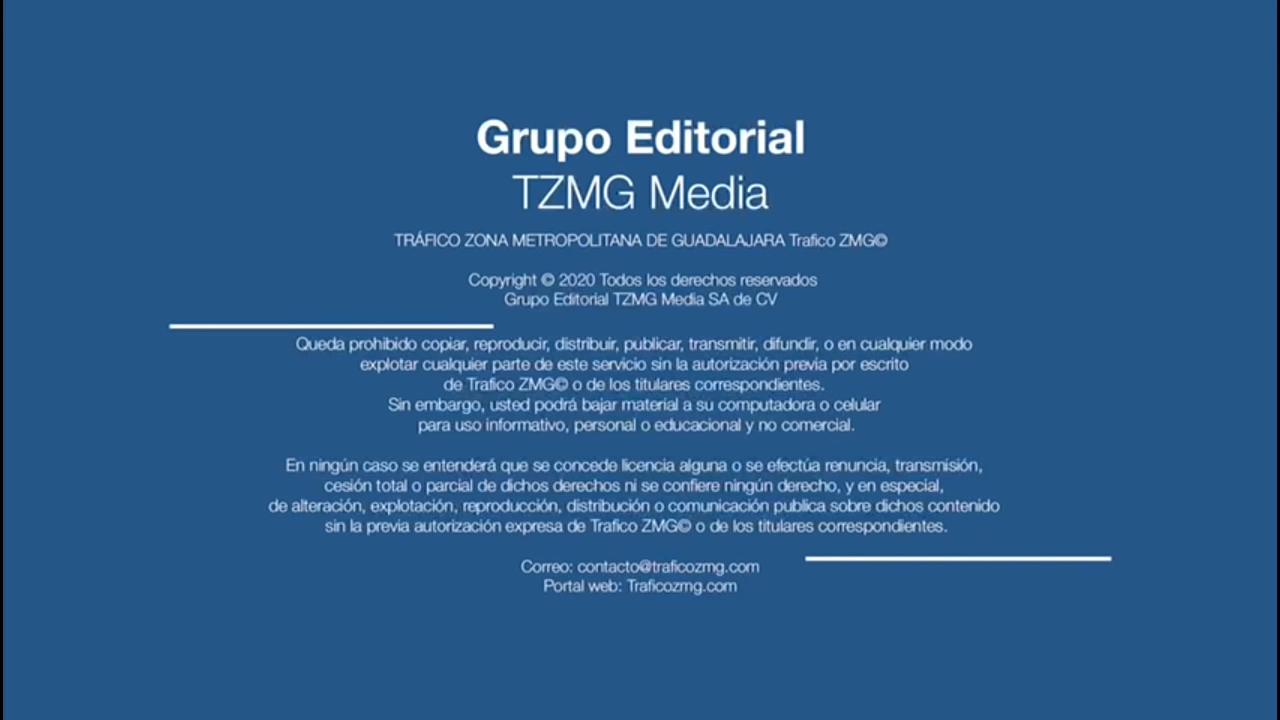 Grupo Editorial
TZMG Media
TRÁFICO ZONA METROPOLITANA DE GUADALAJARA Trafico ZMG©
Copyright © 2020 Todos los derechos reservados
Grupo Editorial TZMG Media SA de CV
Queda prohibido copiar, reproducir, distribuir, publicar, transmitir, difundir, o en cualquier modo
explotar cualquier parte de este servicio sin la autorización previa por escrito
de Trafico ZMG© o de los titulares correspondientes.
Sin embargo, usted podrá bajar material a su computadora o celular
para uso informativo, personal o educacional y no comercial.
En ningún caso se entenderá que se concede licencia alguna o se efectúa renuncia, transmisión,
cesión total o parcial de dichos derechos ni se confiere ningún derecho, y en especial,
de alteración, explotación, reproducción, distribución o comunicación publica sobre dichos contenido
sin la previa autorización expresa de Trafico ZMG© o de los titulares correspondientes.
Correo: contacto@traficozmg.com
Portal web: Traficozmg.com